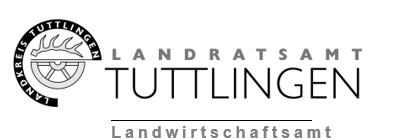 LANDKREIS TUTTLINGEN
LANDRATSAMT
TUTTLINGEN
Landwirtschaftsamt